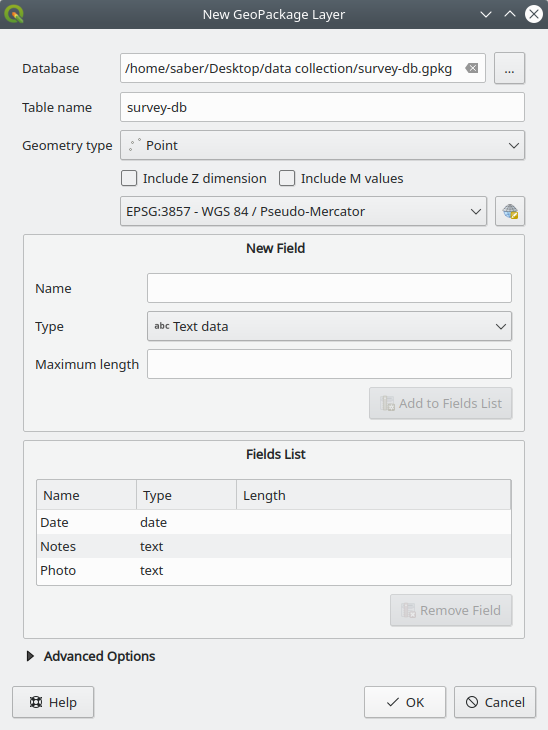 New GeoPackage Layer
Database /home/saber/Desktop/data collection/survey-db.gpkg ...
Table name survey-db
Geometry type Point
Include Z dimension Include M values
EPSG:3857 - WGS 84 / Pseudo-Mercator
New Field
Name
Type abc Text data
Maximum length
Add to Fields List
Fields List
Name Type Length
Date date
Notes text
Photo text
Remove Field
Advanced Options
Help OK Cancel